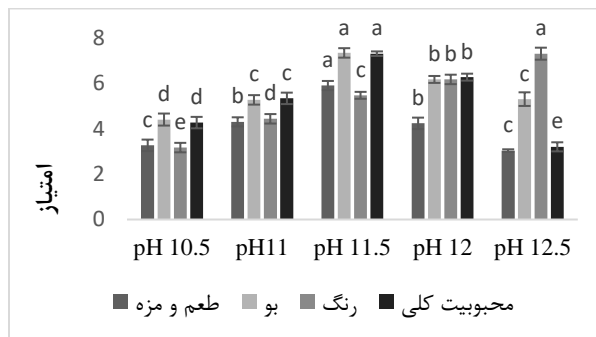 امتیاز
8
6
4
2
0
c d e d
b c d c
a a c a
b b b b
c c a e
pH 10.5 pH11 pH 11.5 pH 12 pH 12.5
طعم و مزه بو رنگ محبوبیت کلی